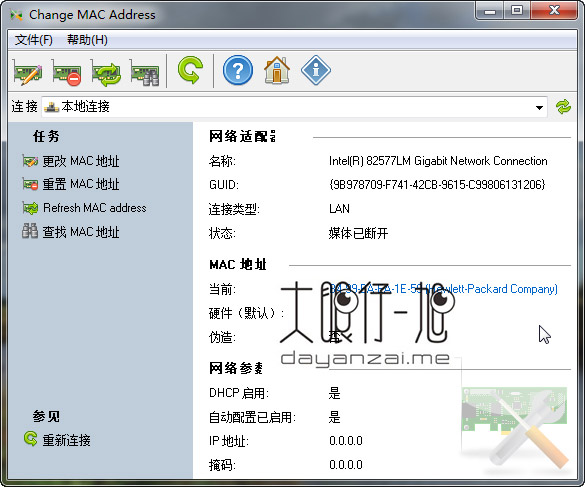 Change MAC Address
文件(F) 帮助(H)
连接 本地连接
任务
更改 MAC 地址
重置 MAC 地址
Refresh MAC address
查找 MAC 地址
参见
重新连接
网络适配器
名称: Intel(R) 82577LM Gigabit Network Connection
GUID: {9B978709-F741-42CB-9615-C99806131206}
连接类型: LAN
状态: 媒体已断开
MAC 地址
当前: (Hewlett-Packard Company)
硬件（默认）:
伪造: 否
大眼仔~旭
dayanzai.me
网络参数
DHCP 启用: 是
自动配置已启用: 是
IP 地址: 0.0.0.0
掩码: 0.0.0.0